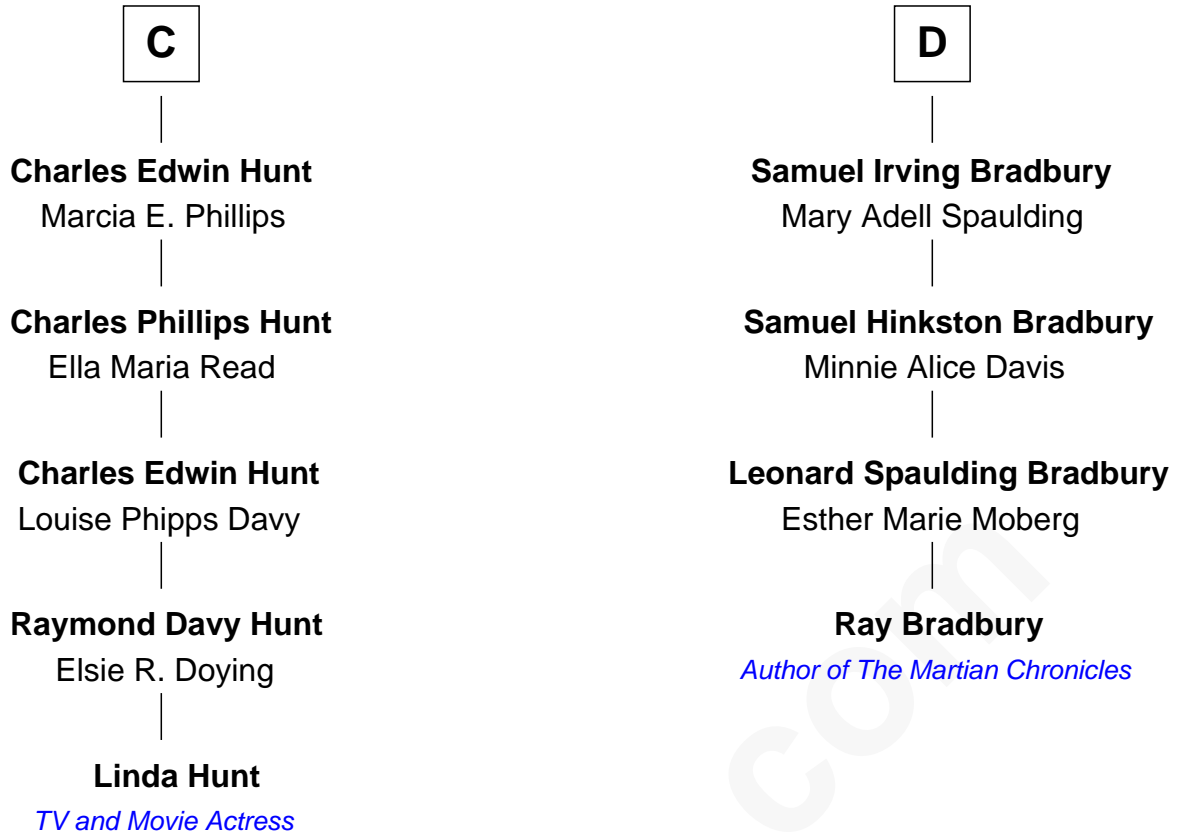 C
Charles Edwin Hunt
Marcia E. Phillips
Charles Phillips Hunt
Ella Maria Read
Charles Edwin Hunt
Louise Phipps Davy
Raymond Davy Hunt
Elsie R. Doying
Linda Hunt
TV and Movie Actress
D
Samuel Irving Bradbury
Mary Adell Spaulding
Samuel Hinkston Bradbury
Minnie Alice Davis
Leonard Spaulding Bradbury
Esther Marie Moberg
Ray Bradbury
Author of The Martian Chronicles
com